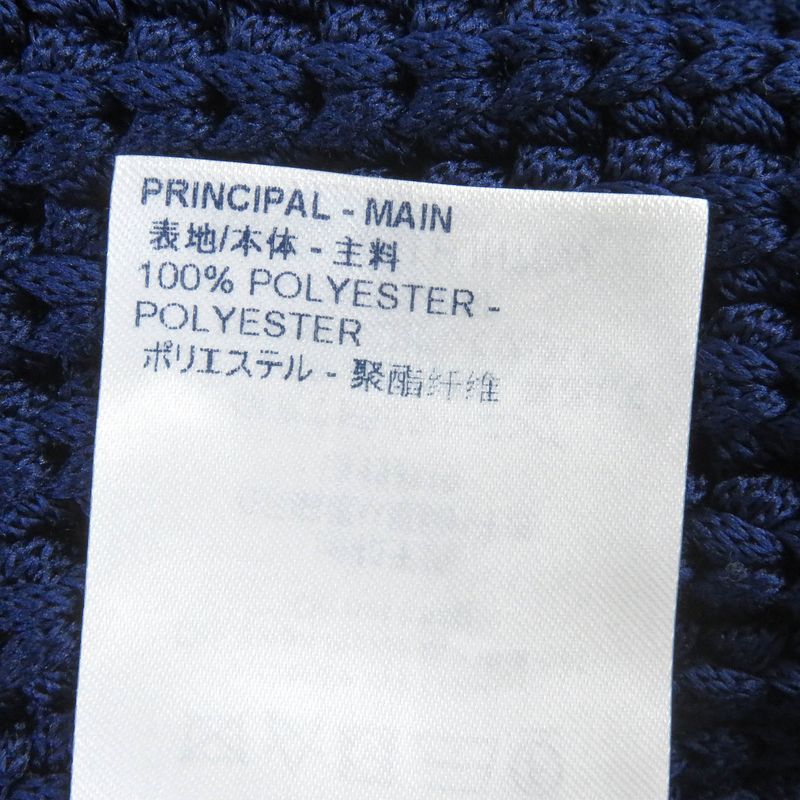 PRINCIPAL - MAIN
表地/本体 - 主料
100% POLYESTER -
POLYESTER
ポリエステル - 聚酯纤维